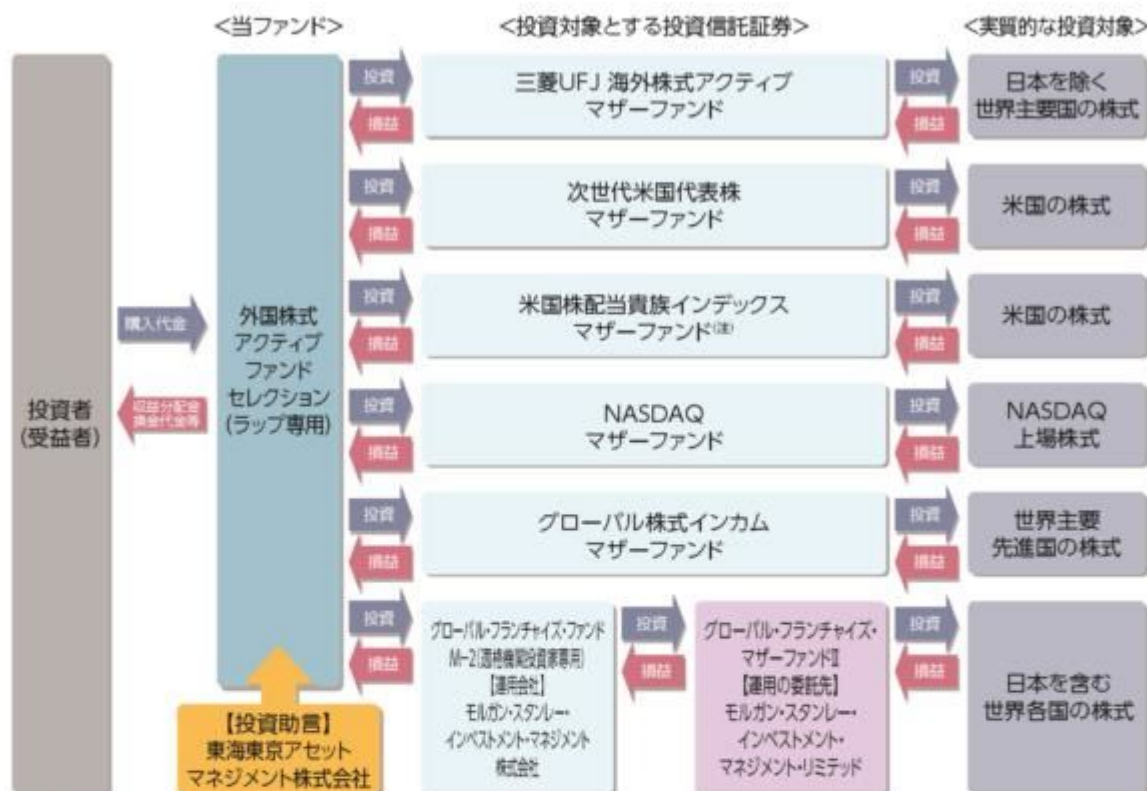 <当ファンド>
<投資対象とする投資信託証券>
<実質的な投資対象>
投資者
(受益者)
購入代金
収益分配金
換金代金等
外国株式
アクティブ
ファンド
セレクション
(ラップ専用)
【投資助言】
東海東京アセット
マネジメント株式会社
投資
損益
三菱UFJ 海外株式アクティブ
マザーファンド
投資
損益
日本を除く
世界主要国の株式
投資
損益
次世代米国代表株
マザーファンド
投資
損益
米国の株式
投資
損益
米国株配当貴族インデックス
マザーファンド(注)
投資
損益
米国の株式
投資
損益
NASDAQ
マザーファンド
投資
損益
NASDAQ
上場株式
投資
損益
グローバル株式インカム
マザーファンド
投資
損益
世界主要
先進国の株式
投資
損益
グローバル・フランチャイズ・ファンド
M-2(適格機関投資家専用)
【運用会社】
モルガン・スタンレー・
インベストメント・マネジメント
株式会社
投資
損益
グローバル・フランチャイズ・
マザーファンドⅡ
【運用の委託先】
モルガン・スタンレー・
インベストメント・
マネジメント・リミテッド
投資
損益
日本を含む
世界各国の株式